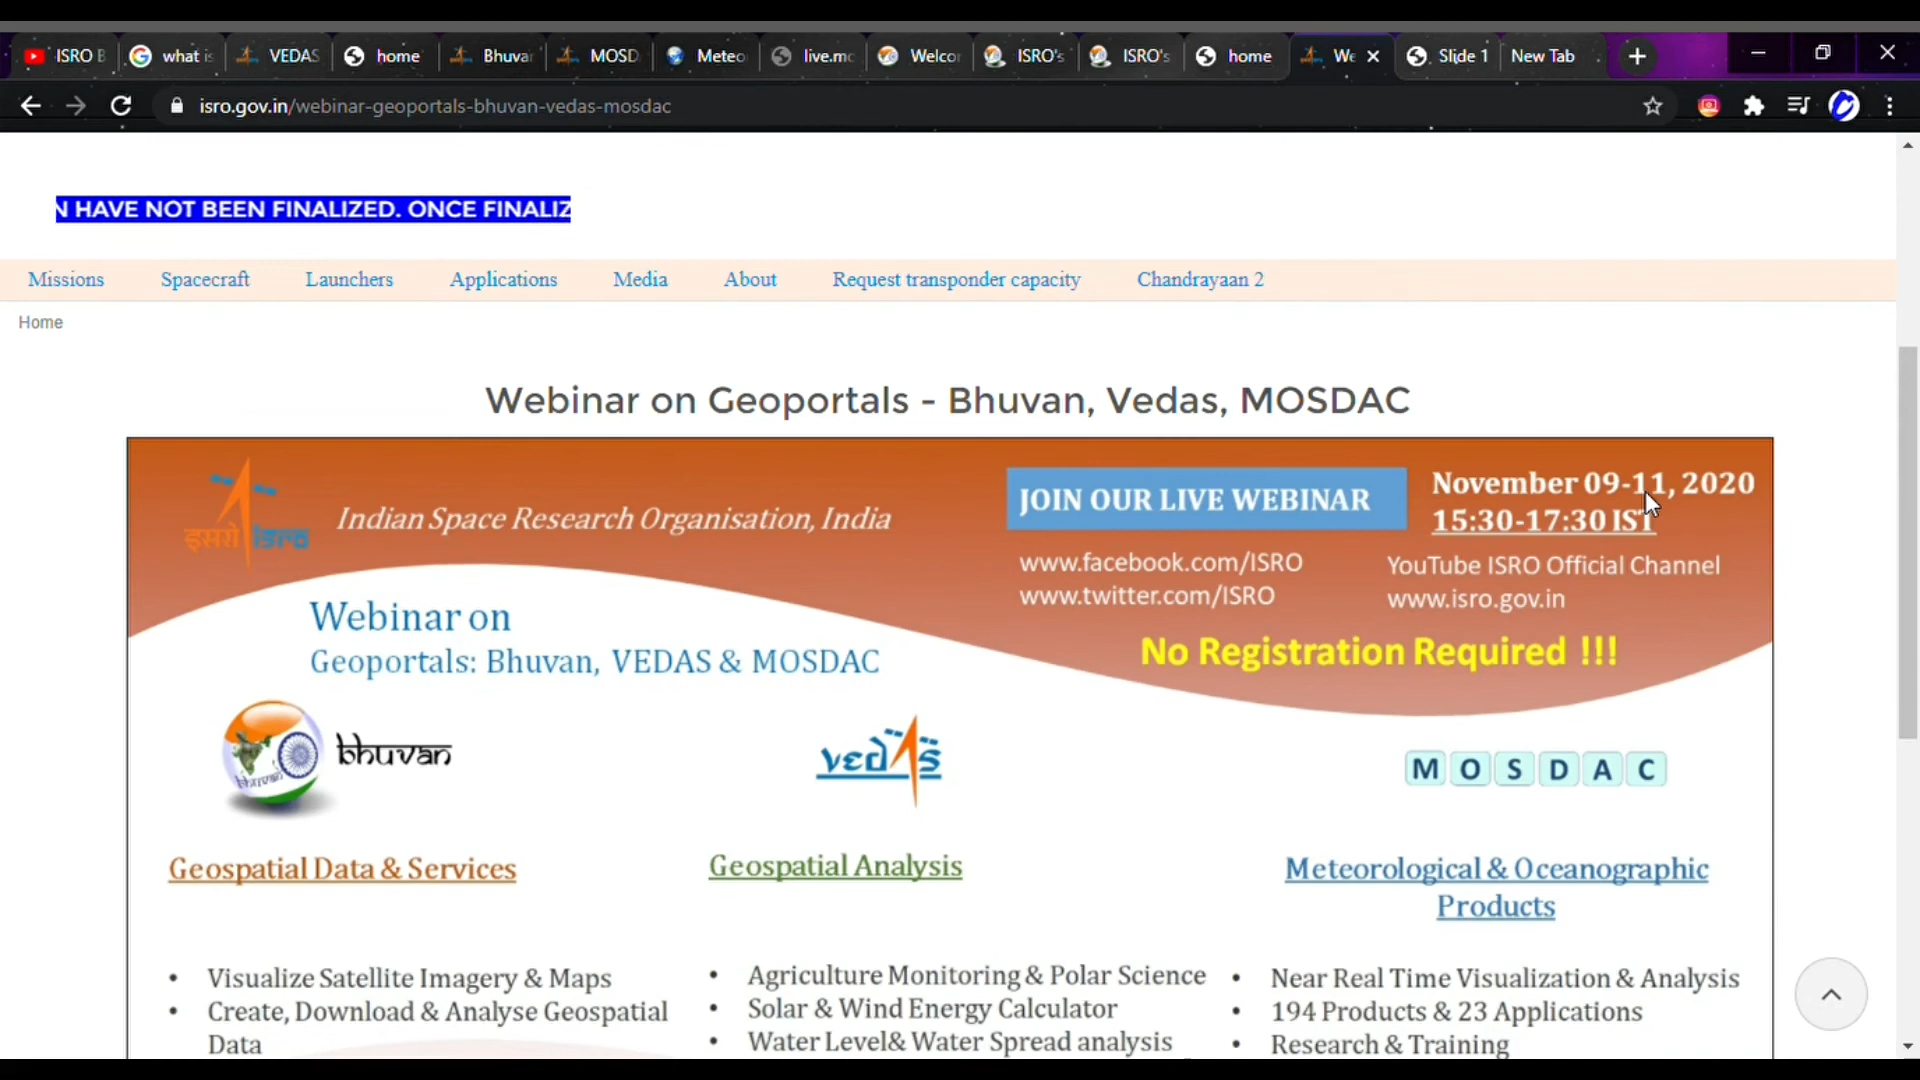 ISRO B
what is
VEDAS
home
Bhuvan
MOSD
Meteo
live.mo
Welcor
ISRO's
ISRO's
home
We
Slide 1
New Tab
isro.gov.in/webinar-geoportals-bhuvan-vedas-mosdac
N HAVE NOT BEEN FINALIZED. ONCE FINALIZ
Missions Spacecraft Launchers Applications Media About Request transponder capacity Chandrayaan 2
Home
Webinar on Geoportals - Bhuvan, Vedas, MOSDAC
इसरो isro
Indian Space Research Organisation, India
JOIN OUR LIVE WEBINAR
November 09-11, 2020
15:30-17:30 IST
www.facebook.com/ISRO
www.twitter.com/ISRO
YouTube ISRO Official Channel
www.isro.gov.in
No Registration Required !!!
Webinar on
Geoportals: Bhuvan, VEDAS & MOSDAC
bhuvan
vedas
MOSDAC
Geospatial Data & Services
• Visualize Satellite Imagery & Maps
• Create, Download & Analyse Geospatial
Data
Geospatial Analysis
• Agriculture Monitoring & Polar Science
• Solar & Wind Energy Calculator
• Water Level& Water Spread analysis
Meteorological & Oceanographic
Products
• Near Real Time Visualization & Analysis
• 194 Products & 23 Applications
• Research & Training